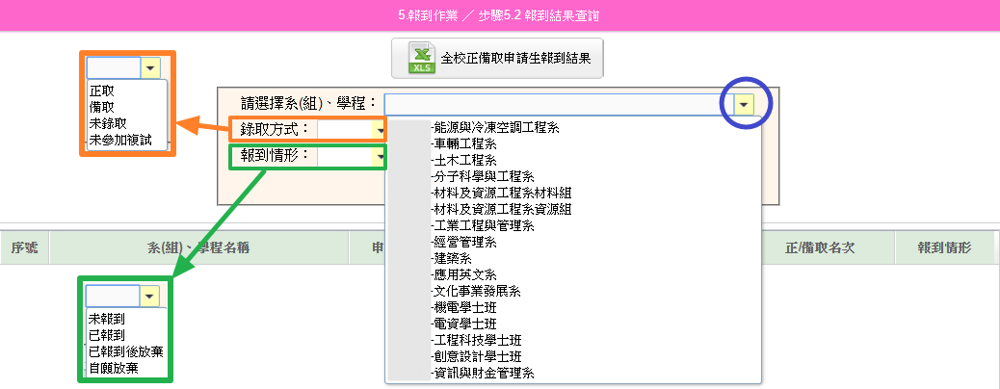 5.報到作業 ／ 步驟5.2 報到結果查詢
XLS 全校正備取申請生報到結果
正取
備取
未錄取
未參加複試
請選擇系(組)、學程：
錄取方式：
報到情形：
-能源與冷凍空調工程系
-車輛工程系
-土木工程系
-分子科學與工程系
-材料及資源工程系材料組
-材料及資源工程系資源組
-工業工程與管理系
-經營管理系
-建築系
-應用英文系
-文化事業發展系
-機電學士班
-電資學士班
-工程科技學士班
-創意設計學士班
-資訊與財金管理系
序號 系(組)、學程名稱 申 正/備取名次 報到情形
未報到
已報到
已報到後放棄
自願放棄